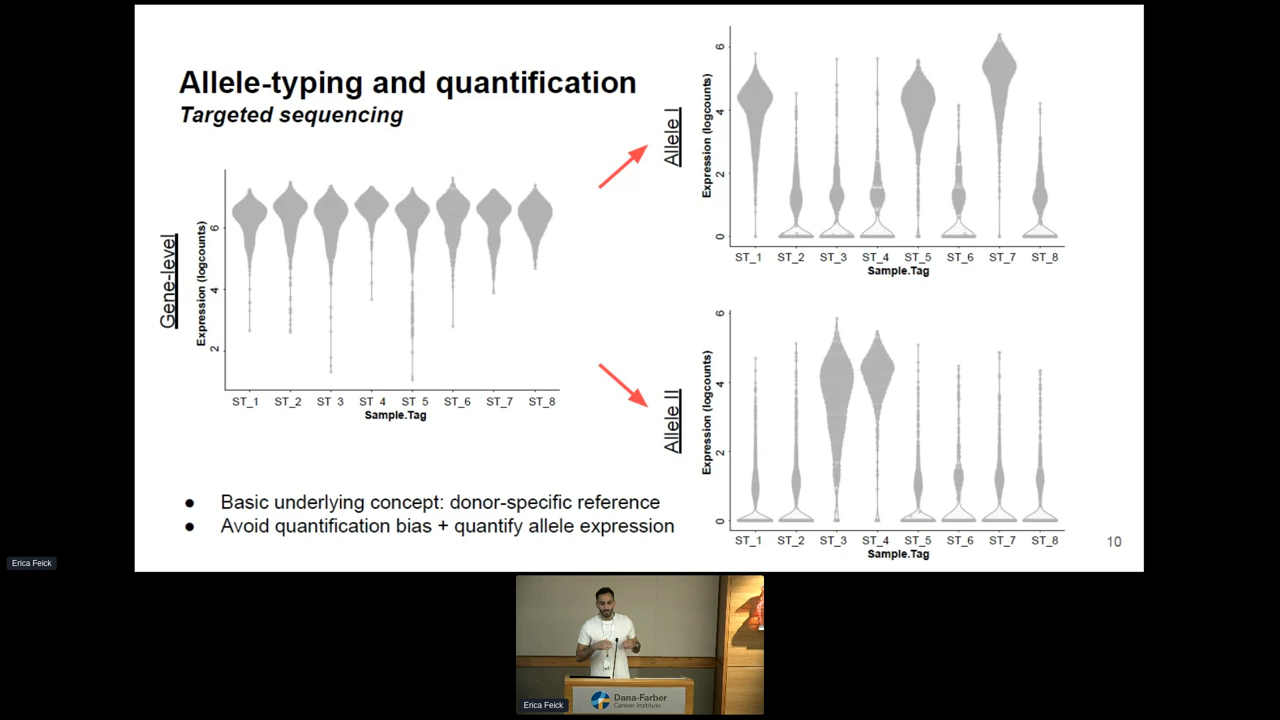 Allele-typing and quantification
Targeted sequencing
Gene-level
Expression (logcounts)
6
4
2
ST_1 ST_2 ST_3 ST_4 ST_5 ST_6 ST_7 ST_8
Sample.Tag
Allele I
Expression (logcounts)
6
4
2
0
ST_1 ST_2 ST_3 ST_4 ST_5 ST_6 ST_7 ST_8
Sample.Tag
Allele II
Expression (logcounts)
6
4
2
0
ST_1 ST_2 ST_3 ST_4 ST_5 ST_6 ST_7 ST_8
Sample.Tag
● Basic underlying concept: donor-specific reference
● Avoid quantification bias + quantify allele expression
10
Erica Feick
Erica Feick
Dana-Farber
Cancer Institute